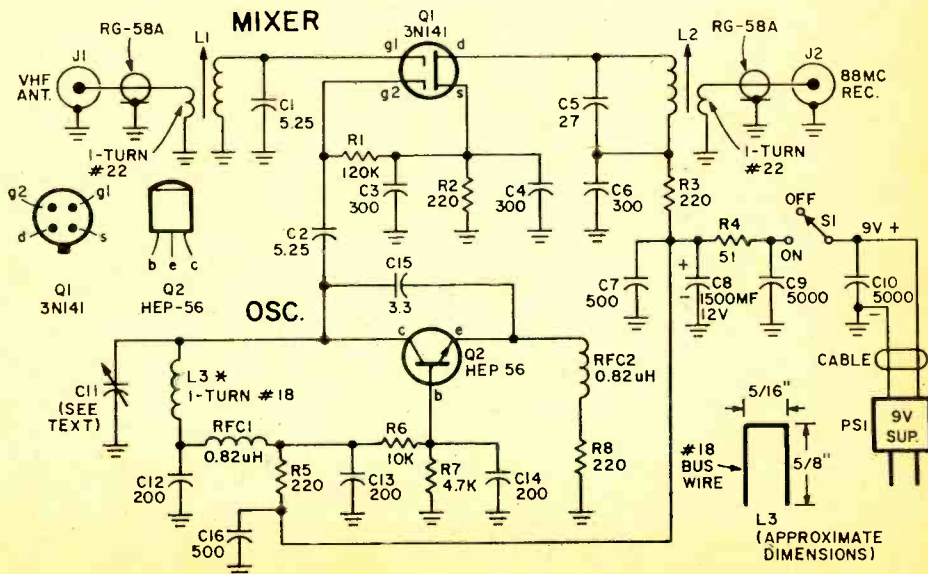 MIXER
RG-58A
L1
Q1
3N141
L2
RG-58A
J1
J2
VHF
ANT.
g1
d
g2
s
C1
5.25
C5
27
88MC
REC.
1-TURN
#22
R1
120K
C3
300
R2
220
C4
300
C6
300
R3
220
1-TURN
#22
g2
g1
d
s
Q1
3N141
b e c
Q2
HEP-56
C2
5.25
OFF
S1
R4
51
ON
9V +
C7
500
+
-
C8
1500MF
12V
C9
5000
C10
5000
-
C15
3.3
OSC.
c
e
Q2
HEP 56
b
RFC2
0.82uH
CABLE
C11
(SEE
TEXT)
L3 *
1-TURN #18
RFC1
0.82uH
R6
10K
R7
4.7K
R5
220
C12
200
C13
200
C14
200
R8
220
C16
500
5/16"
#18
BUS
WIRE
5/8"
L3
(APPROXIMATE
DIMENSIONS)
PS1
9V
SUP.